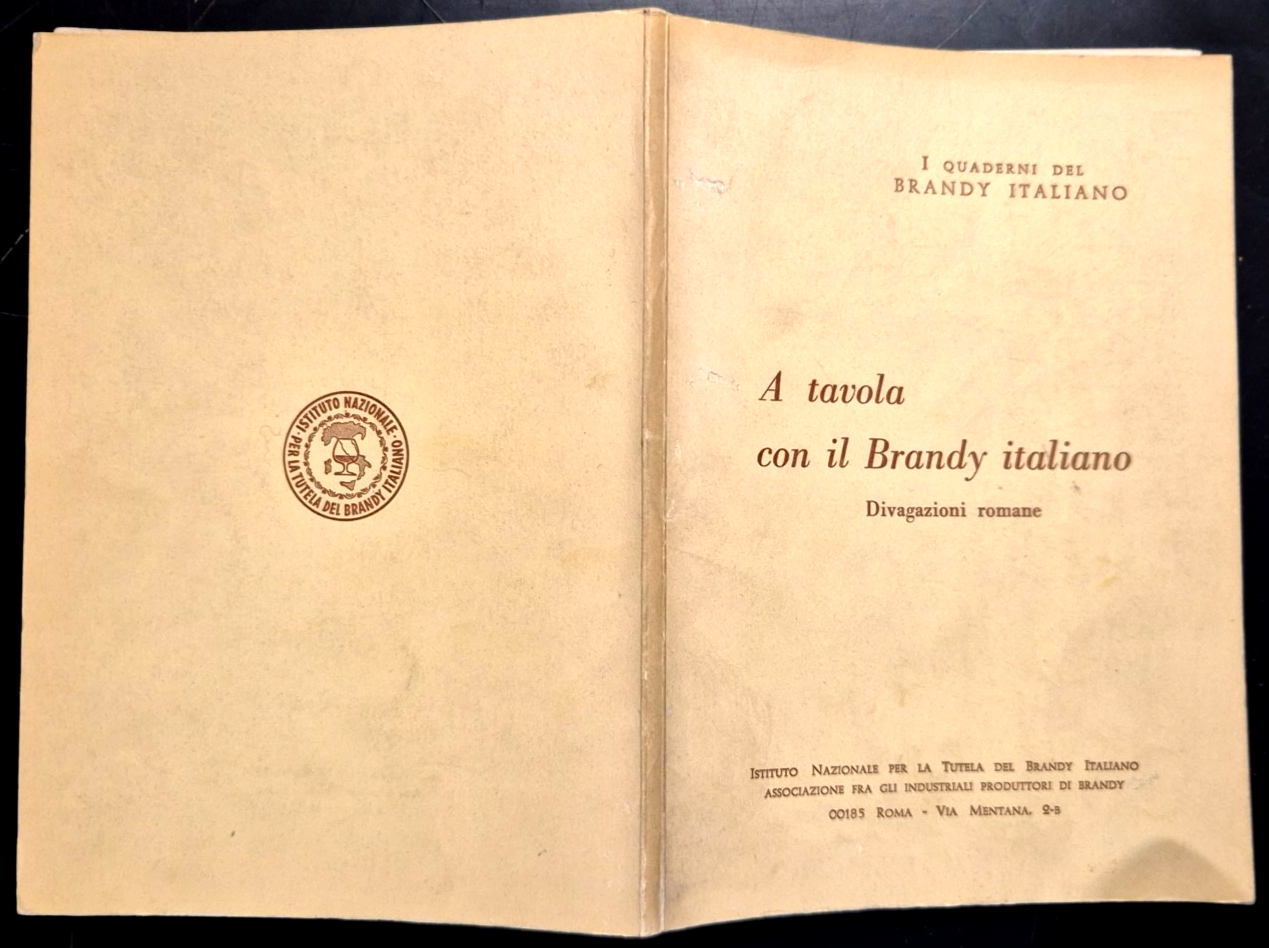 · ISTITUTO NAZIONALE ·
PER LA TUTELA DEL BRANDY ITALIANO
I QUADERNI DEL
BRANDY ITALIANO
A tavola
con il Brandy italiano
Divagazioni romane
ISTITUTO NAZIONALE PER LA TUTELA DEL BRANDY ITALIANO
ASSOCIAZIONE FRA GLI INDUSTRIALI PRODUTTORI DI BRANDY
00185 ROMA - VIA MENTANA, 2-B